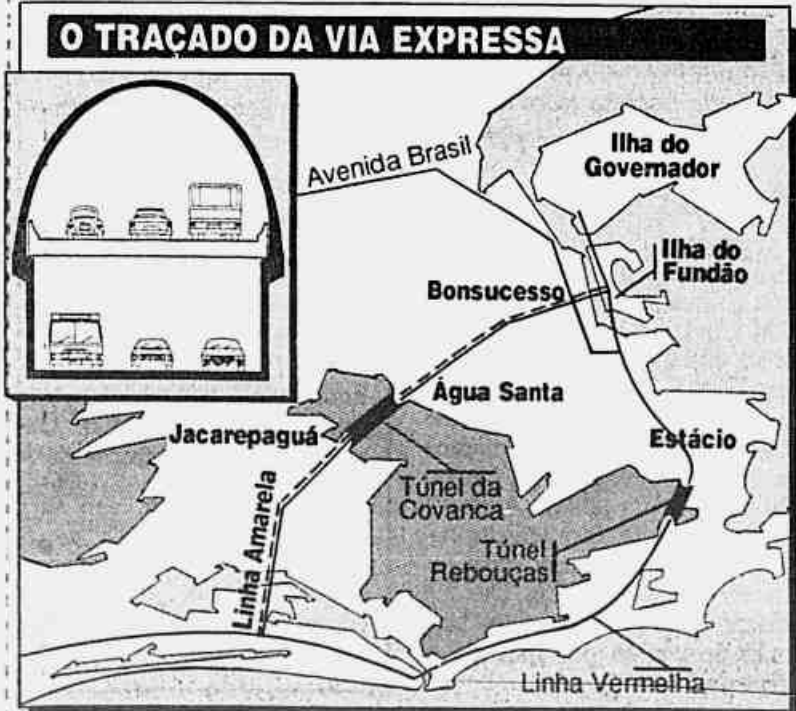 O TRAÇADO DA VIA EXPRESSA
Avenida Brasil
Ilha do
Governador
Ilha do
Fundão
Bonsucesso
Água Santa
Jacarepaguá
Estácio
Túnel da
Covanca
Túnel
Rebouças
Linha Amarela
Linha Vermelha